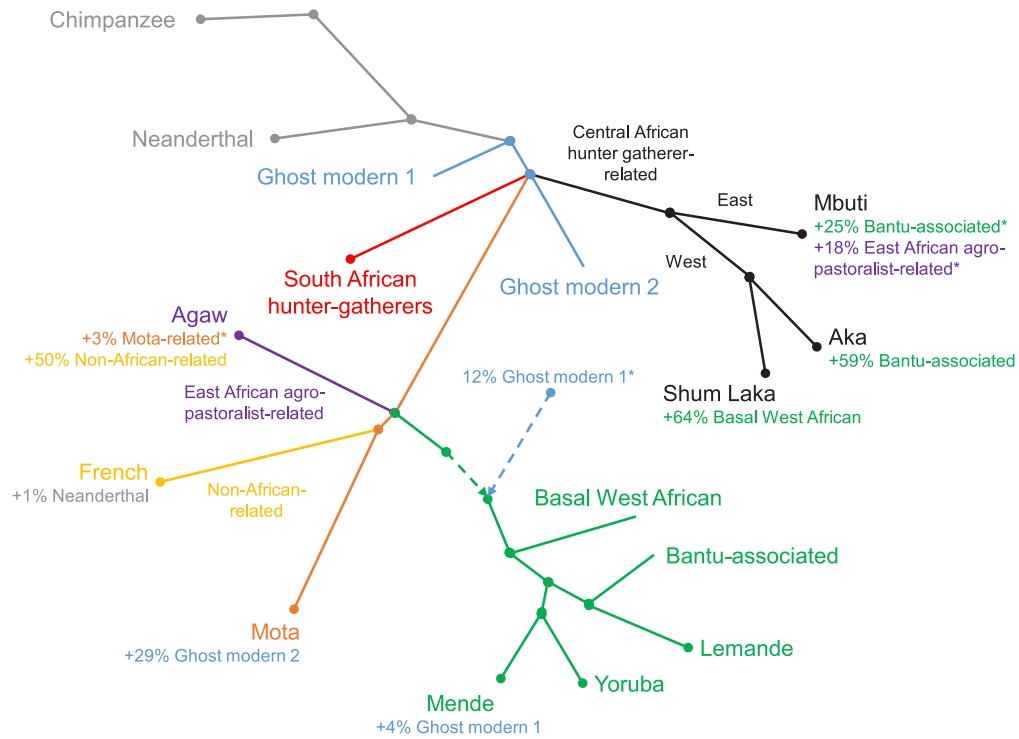 Chimpanzee
Neanderthal
Ghost modern 1
Central African
hunter gatherer-
related
East
Mbuti
+25% Bantu-associated*
+18% East African agro-
pastoralist-related*
West
South African
hunter-gatherers
Ghost modern 2
Agaw
+3% Mota-related*
+50% Non-African-related
Aka
+59% Bantu-associated
12% Ghost modern 1*
Shum Laka
+64% Basal West African
East African agro-
pastoralist-related
French
+1% Neanderthal
Non-African-
related
Basal West African
Bantu-associated
Mota
+29% Ghost modern 2
Lemande
Yoruba
Mende
+4% Ghost modern 1